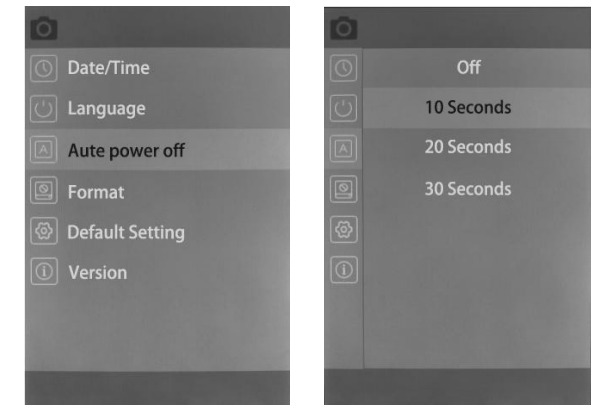 Date/Time
Language
Aute power off
Format
Default Setting
Version
Off
10 Seconds
20 Seconds
30 Seconds